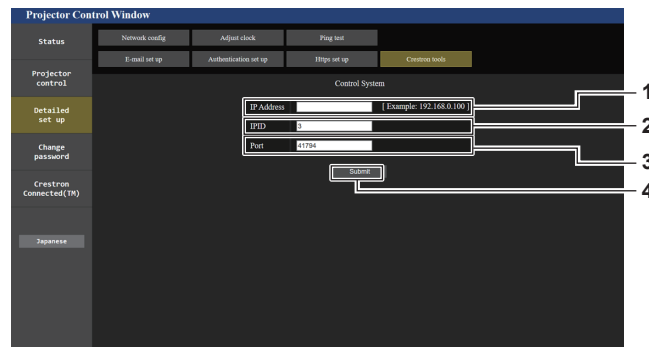 Projector Control Window
Status
Network config
Adjust clock
Ping test
E-mail set up
Authentication set up
Https set up
Crestron tools
Projector
control
Control System
Detailed
set up
IP Address
[ Example: 192.168.0.100 ]
1
IPID
3
2
Port
41794
3
Change
password
Submit
4
Crestron
Connected(TM)
Japanese